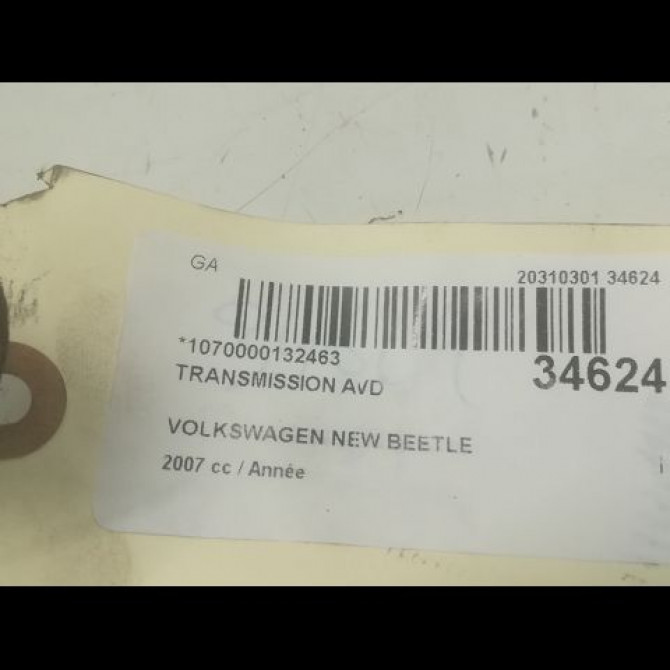 GA
20310301 34624
*1070000132463
34624
TRANSMISSION AVD
VOLKSWAGEN NEW BEETLE
2007 cc / Année
i